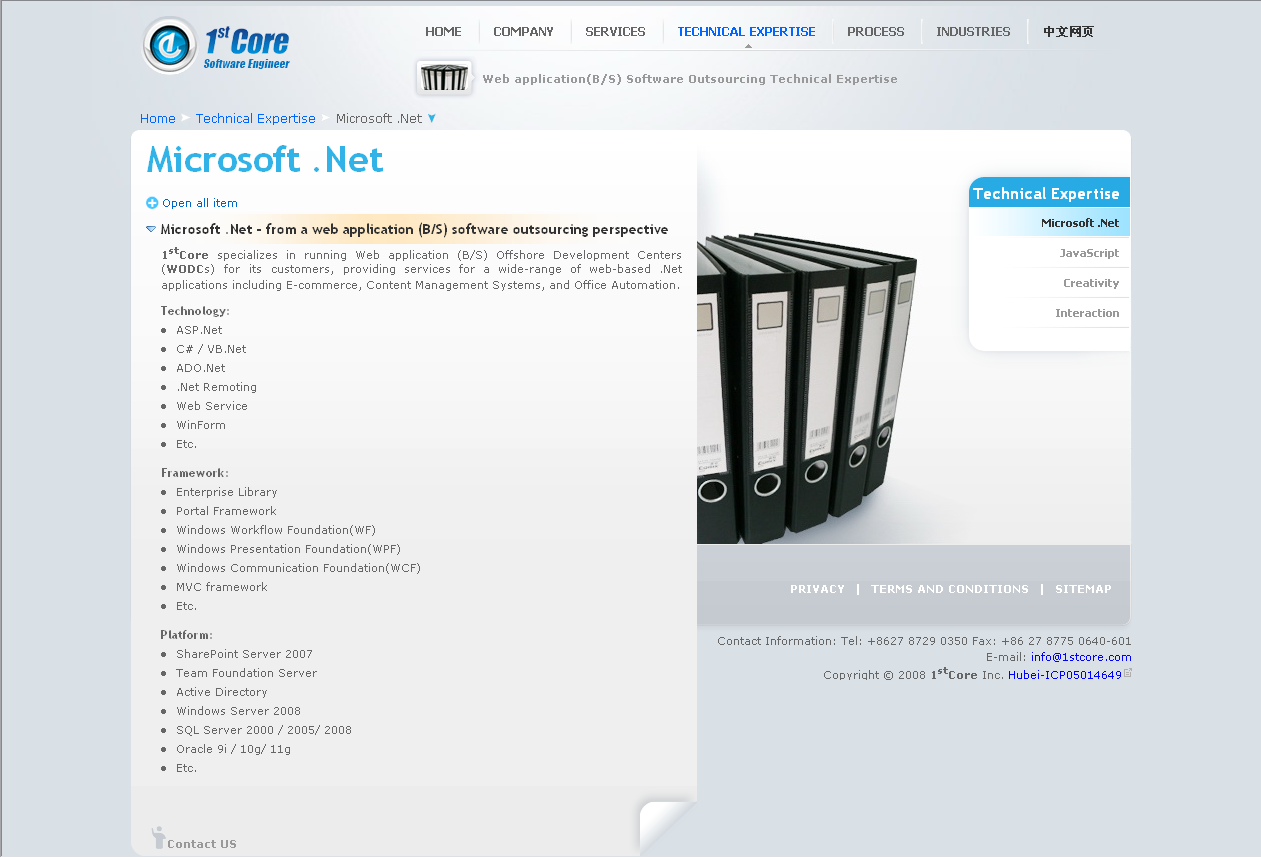 1st Core
Software Engineer
HOME
COMPANY
SERVICES
TECHNICAL EXPERTISE
PROCESS
INDUSTRIES
中文网页
Web application(B/S) Software Outsourcing Technical Expertise
Home
Technical Expertise
Microsoft .Net
Microsoft .Net
Open all item
Microsoft .Net - from a web application (B/S) software outsourcing perspective
1stCore specializes in running Web application (B/S) Offshore Development Centers
(WODCs) for its customers, providing services for a wide-range of web-based .Net
applications including E-commerce, Content Management Systems, and Office Automation.
Technology:
ASP.Net
C# / VB.Net
ADO.Net
.Net Remoting
Web Service
WinForm
Etc.
Framework:
Enterprise Library
Portal Framework
Windows Workflow Foundation(WF)
Windows Presentation Foundation(WPF)
Windows Communication Foundation(WCF)
MVC framework
Etc.
Platform:
SharePoint Server 2007
Team Foundation Server
Active Directory
Windows Server 2008
SQL Server 2000 / 2005/ 2008
Oracle 9i / 10g/ 11g
Etc.
Contact US
Technical Expertise
Microsoft .Net
JavaScript
Creativity
Interaction
PRIVACY | TERMS AND CONDITIONS | SITEMAP
Contact Information: Tel: +8627 8729 0350 Fax: +86 27 8775 0640-601
E-mail: info@1stcore.com
Copyright © 2008 1stCore Inc. Hubei-ICP05014649